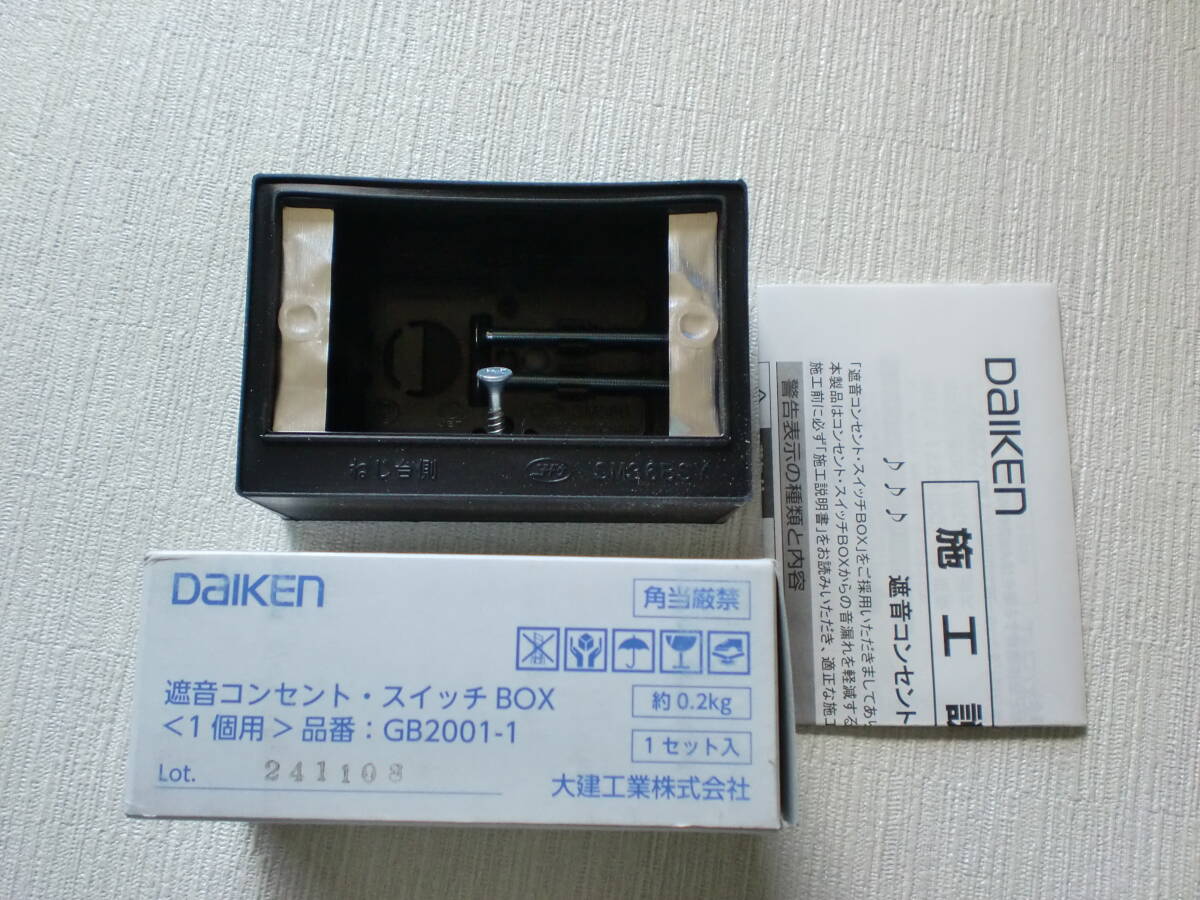 ねじ台側
DAIKEN
角当厳禁
遮音コンセント・スイッチ BOX
約 0.2kg
<1個用> 品番：GB2001-1
1 セット入
Lot. 241108
大建工業株式会社
DAIKEN
施 工 説
♪ ♪ ♪ 遮音コンセント
「遮音コンセント・スイッチBOX」をご採用いただきましてあり
本製品はコンセント・スイッチBOXからの音漏れを軽減する
施工前に必ず「施工説明書」をお読みいただき、適正な施工
警告表示の種類と内容